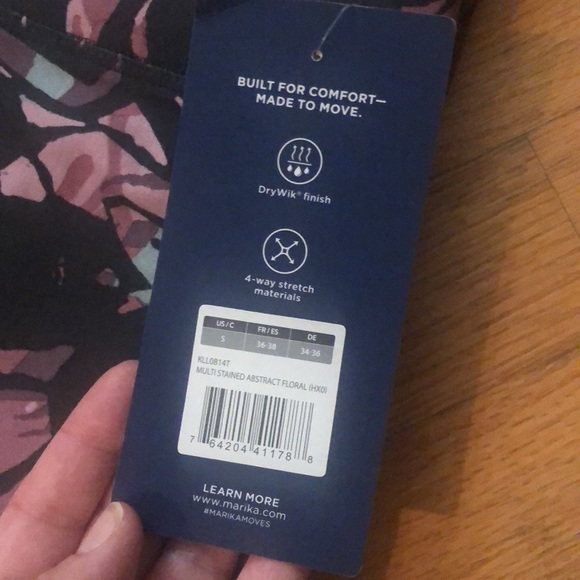 BUILT FOR COMFORT—
MADE TO MOVE.
DryWik® finish
4-way stretch
materials
US/C FR/ES DE
S 36-38 34-36
KLL0814T
MULTI STAINED ABSTRACT FLORAL (HX0)
7 64204 41178 8
LEARN MORE
www.marika.com
#MARIKAMOVES